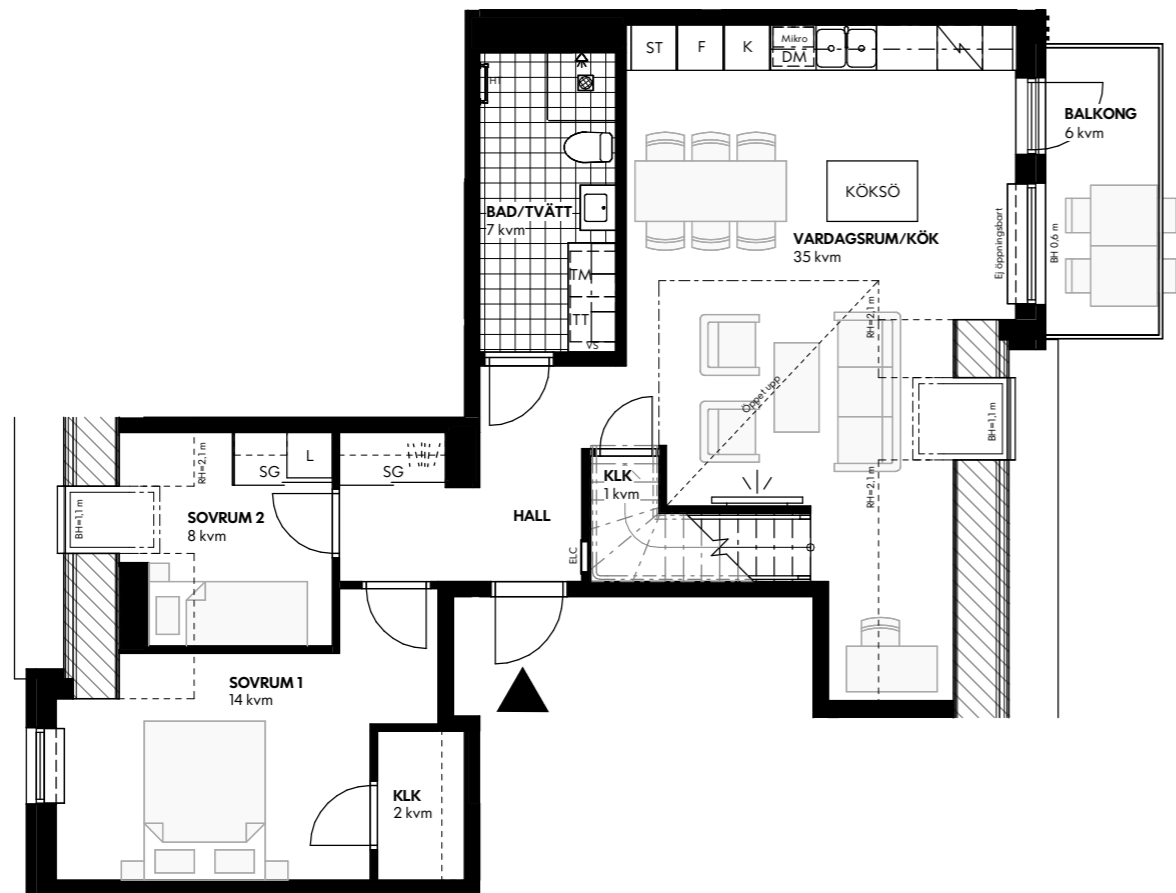 ST
F
K
Mikro
DM
HT
BALKONG
6 kvm
KÖKSÖ
BAD/TVÄTT
7 kvm
VARDAGSRUM/KÖK
35 kvm
Ej öppningsbart
BH 0,6 m
TM
TT
VS
RH=2,1 m
Öppet upp
BH=1,1 m
RH=2,1 m
RH=2,1 m
SG
L
SG
KLK
1 kvm
BH=1,1 m
SOVRUM 2
8 kvm
HALL
ELC
SOVRUM 1
14 kvm
KLK
2 kvm